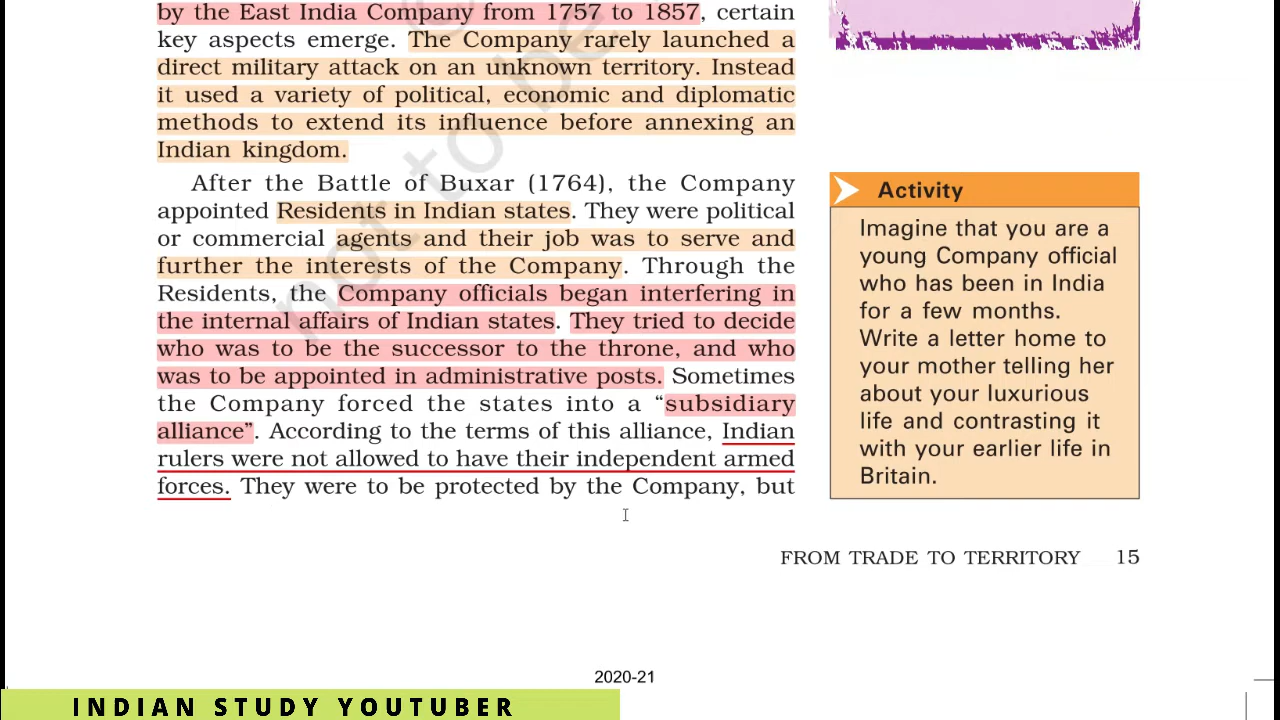 by the East India Company from 1757 to 1857, certain
key aspects emerge. The Company rarely launched a
direct military attack on an unknown territory. Instead
it used a variety of political, economic and diplomatic
methods to extend its influence before annexing an
Indian kingdom.
After the Battle of Buxar (1764), the Company
appointed Residents in Indian states. They were political
or commercial agents and their job was to serve and
further the interests of the Company. Through the
Residents, the Company officials began interfering in
the internal affairs of Indian states. They tried to decide
who was to be the successor to the throne, and who
was to be appointed in administrative posts. Sometimes
the Company forced the states into a “subsidiary
alliance”. According to the terms of this alliance, Indian
rulers were not allowed to have their independent armed
forces. They were to be protected by the Company, but
Activity
Imagine that you are a
young Company official
who has been in India
for a few months.
Write a letter home to
your mother telling her
about your luxurious
life and contrasting it
with your earlier life in
Britain.
FROM TRADE TO TERRITORY 15
2020-21
INDIAN STUDY YOUTUBER
not to be